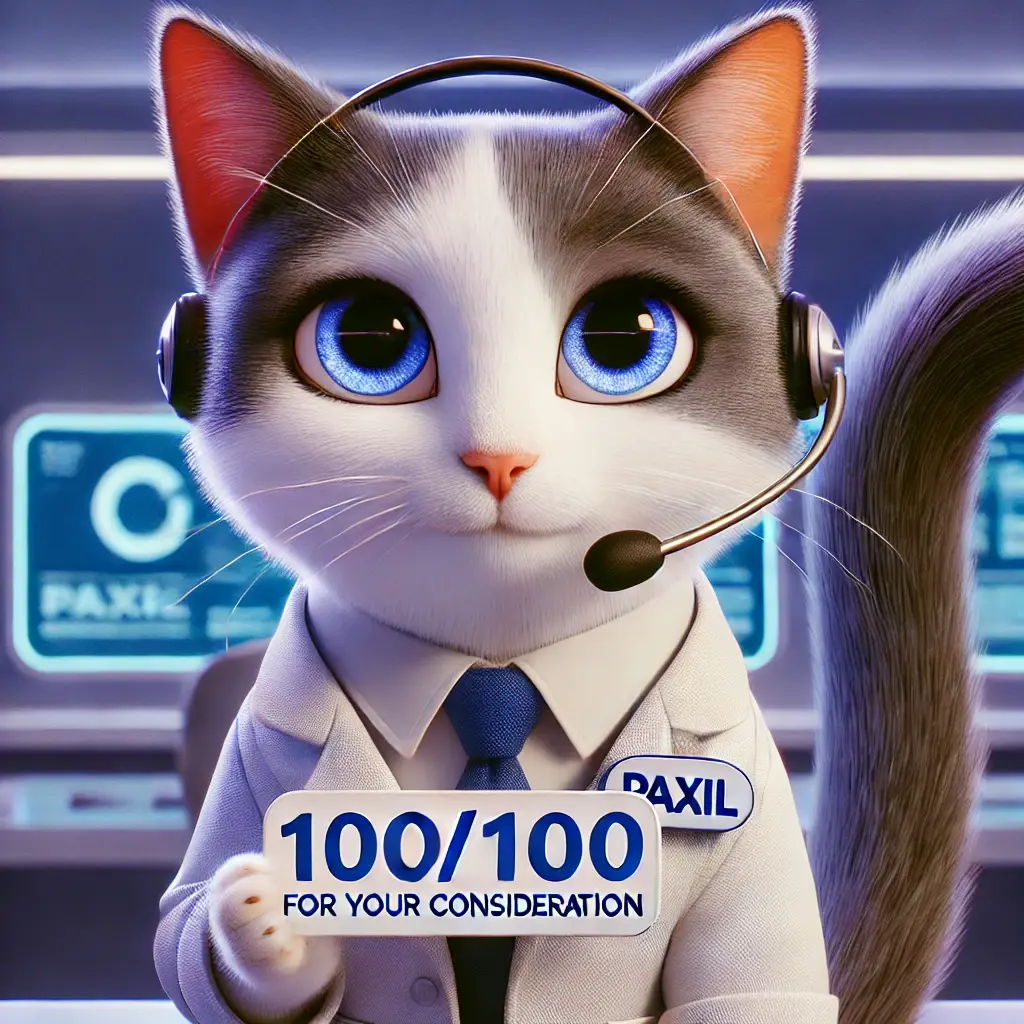 PAXIL
PAXIL
100/100
FOR YOUR CONSIDERATION